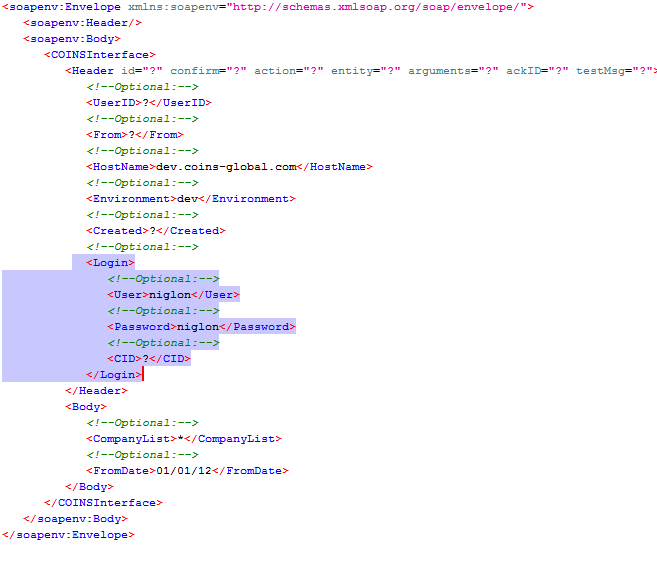 <soapenv:Envelope xmlns:soapenv="http://schemas.xmlsoap.org/soap/envelope/">
<soapenv:Header/>
<soapenv:Body>
<COINSInterface>
<Header id="?" confirm="?" action="?" entity="?" arguments="?" ackID="?" testMsg="?">
<!--Optional:-->
<UserID>?</UserID>
<!--Optional:-->
<From>?</From>
<!--Optional:-->
<HostName>dev.coins-global.com</HostName>
<!--Optional:-->
<Environment>dev</Environment>
<!--Optional:-->
<Created>?</Created>
<!--Optional:-->
<Login>
<!--Optional:-->
<User>niglon</User>
<!--Optional:-->
<Password>niglon</Password>
<!--Optional:-->
<CID>?</CID>
</Login>
</Header>
<Body>
<!--Optional:-->
<CompanyList>*</CompanyList>
<!--Optional:-->
<FromDate>01/01/12</FromDate>
</Body>
</COINSInterface>
</soapenv:Body>
</soapenv:Envelope>